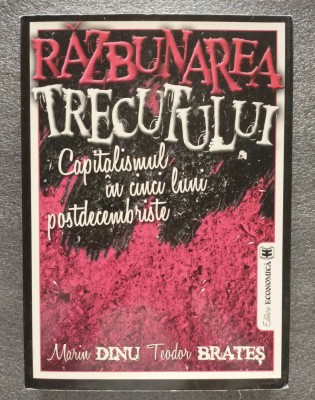 RĂZBUNAREA
TRECUTULUI
Capitalismul
în cinci luni
postdecembriste
Editura ECONOMICĂ
Marin DINU Teodor BRATEȘ